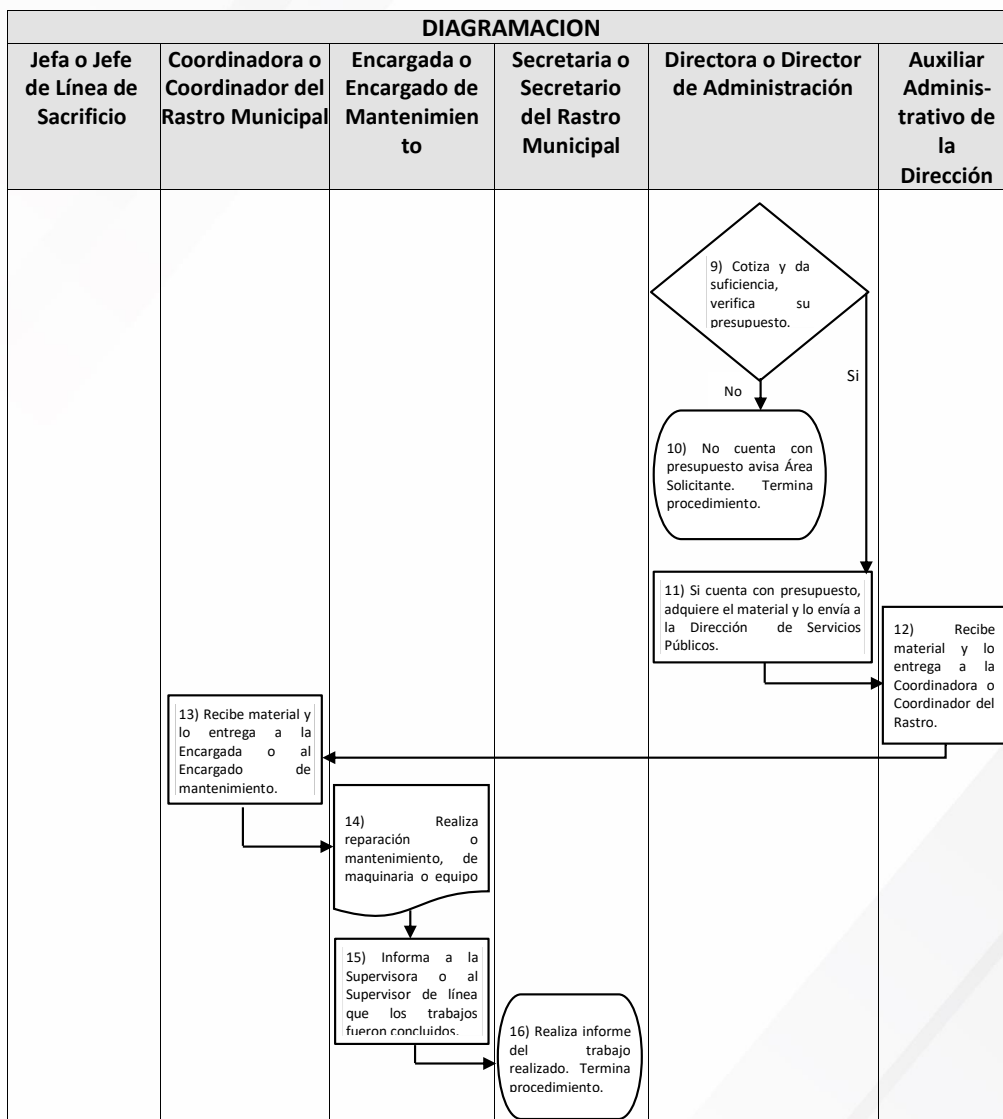 DIAGRAMACION
Jefa o Jefe
de Línea de
Sacrificio
Coordinadora o
Coordinador del
Rastro Municipal
Encargada o
Encargado de
Mantenimien
to
Secretaria o
Secretario
del Rastro
Municipal
Directora o Director
de Administración
Auxiliar
Adminis-
trativo de
la
Dirección
9) Cotiza y da
suficiencia,
verifica su
presupuesto.
No
Si
10) No cuenta con
presupuesto avisa Área
Solicitante. Termina
procedimiento.
11) Si cuenta con presupuesto,
adquiere el material y lo envía a
la Dirección de Servicios
Públicos.
12) Recibe
material y lo
entrega a la
Coordinadora o
Coordinador del
Rastro.
13) Recibe material y
lo entrega a la
Encargada o al
Encargado de
mantenimiento.
14) Realiza
reparación o
mantenimiento, de
maquinaria o equipo
15) Informa a la
Supervisora o al
Supervisor de línea
que los trabajos
fueron concluidos.
16) Realiza informe
del trabajo
realizado. Termina
procedimiento.